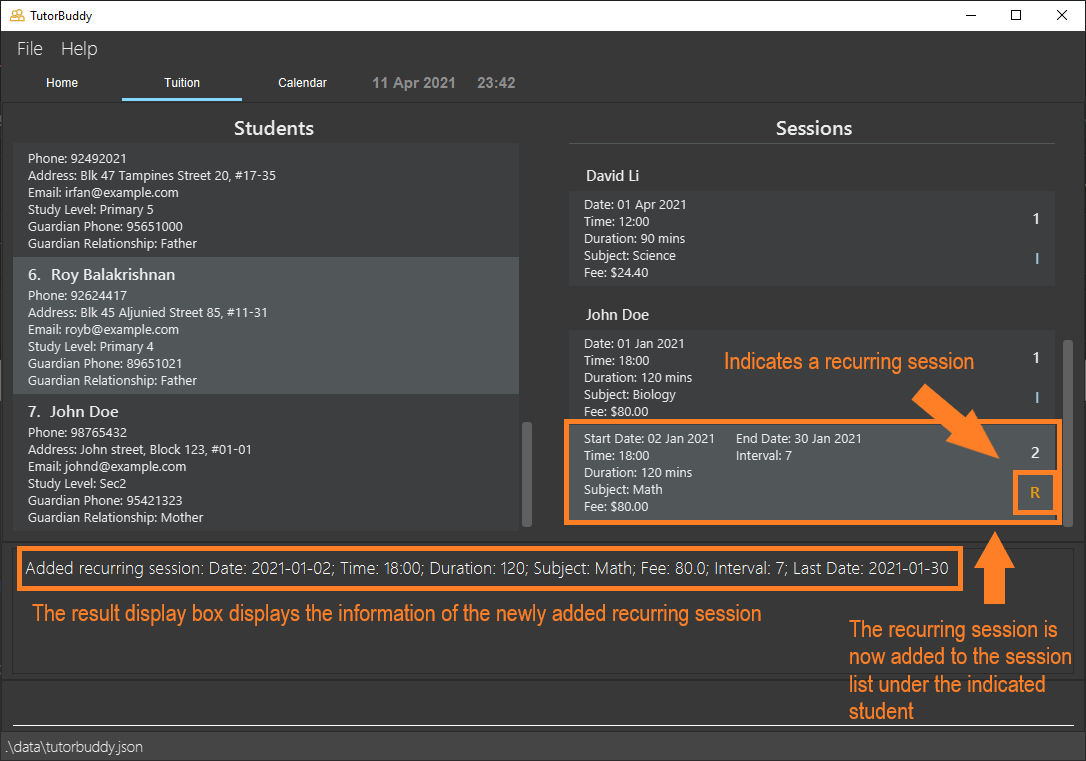 TutorBuddy
File Help
Home Tuition Calendar 11 Apr 2021 23:42
Students
Phone: 92492021
Address: Blk 47 Tampines Street 20, #17-35
Email: irfan@example.com
Study Level: Primary 5
Guardian Phone: 95651000
Guardian Relationship: Father
6. Roy Balakrishnan
Phone: 92624417
Address: Blk 45 Aljunied Street 85, #11-31
Email: royb@example.com
Study Level: Primary 4
Guardian Phone: 89651021
Guardian Relationship: Father
7. John Doe
Phone: 98765432
Address: John street, Block 123, #01-01
Email: johnd@example.com
Study Level: Sec2
Guardian Phone: 95421323
Guardian Relationship: Mother
Sessions
David Li
Date: 01 Apr 2021
Time: 12:00
Duration: 90 mins
Subject: Science
Fee: $24.40
1
I
John Doe
Date: 01 Jan 2021
Time: 18:00
Duration: 120 mins
Subject: Biology
Fee: $80.00
1
I
Indicates a recurring session
Start Date: 02 Jan 2021 End Date: 30 Jan 2021
Time: 18:00 Interval: 7
Duration: 120 mins
Subject: Math
Fee: $80.00
2
R
Added recurring session: Date: 2021-01-02; Time: 18:00; Duration: 120; Subject: Math; Fee: 80.0; Interval: 7; Last Date: 2021-01-30
The result display box displays the information of the newly added recurring session
The recurring session is
now added to the session
list under the indicated
student
.\data\tutorbuddy.json